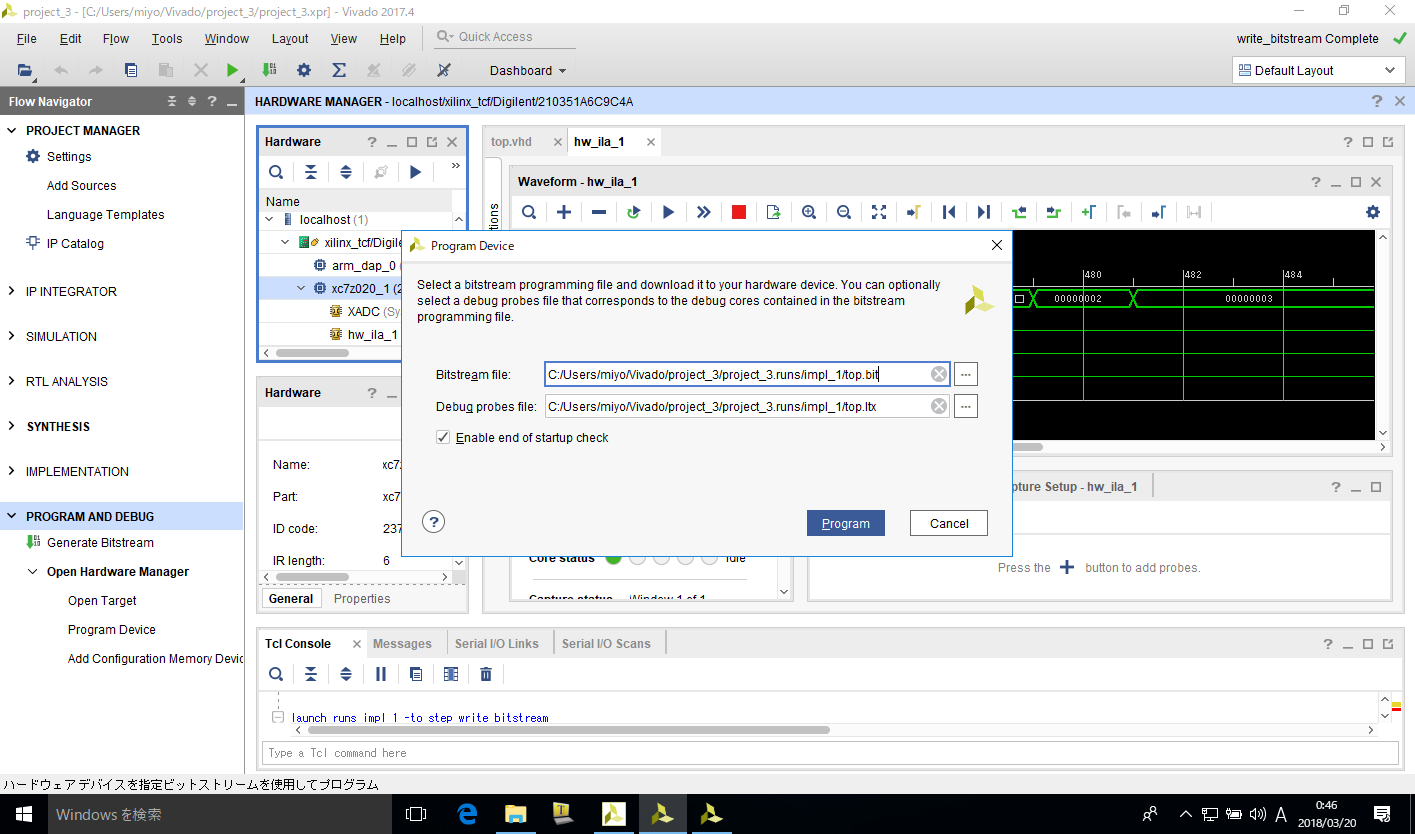 project_3 - [C:/Users/miyo/Vivado/project_3/project_3.xpr] - Vivado 2017.4
File Edit Flow Tools Window Layout View Help Quick Access
write_bitstream Complete
Dashboard
Default Layout
Flow Navigator
PROJECT MANAGER
Settings
Add Sources
Language Templates
IP Catalog
IP INTEGRATOR
SIMULATION
RTL ANALYSIS
SYNTHESIS
IMPLEMENTATION
PROGRAM AND DEBUG
Generate Bitstream
Open Hardware Manager
Open Target
Program Device
Add Configuration Memory Devic
HARDWARE MANAGER - localhost/xilinx_tcf/Digilent/210351A6C9C4A
Hardware
Name
localhost (1)
xilinx_tcf/Digile
arm_dap_0
xc7z020_1 (2
XADC (Sy
hw_ila_1
Hardware
Name: xc7z
Part: xc7
ID code: 237
IR length: 6
General Properties
top.vhd hw_ila_1
Waveform - hw_ila_1
480 482 484
00000002 00000003
Program Device
Select a bitstream programming file and download it to your hardware device. You can optionally
select a debug probes file that corresponds to the debug cores contained in the bitstream
programming file.
Bitstream file: C:/Users/miyo/Vivado/project_3/project_3.runs/impl_1/top.bit
Debug probes file: C:/Users/miyo/Vivado/project_3/project_3.runs/impl_1/top.ltx
Enable end of startup check
Program Cancel
Core status Idle
Capture status Window 1 of 1
pture Setup - hw_ila_1
Press the + button to add probes.
Tcl Console Messages Serial I/O Links Serial I/O Scans
launch_runs impl_1 -to_step write_bitstream
Type a Tcl command here
ハードウェア デバイスを指定ビットストリームを使用してプログラム
Windows を検索
A
0:46
2018/03/20